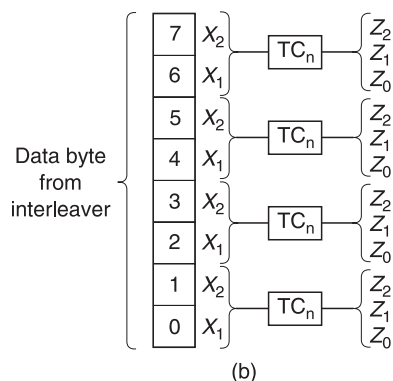 7 X₂
6 X₁
TCₙ
Z₂
Z₁
Z₀
5 X₂
4 X₁
TCₙ
Z₂
Z₁
Z₀
Data byte
from
interleaver
3 X₂
2 X₁
TCₙ
Z₂
Z₁
Z₀
1 X₂
0 X₁
TCₙ
Z₂
Z₁
Z₀
(b)